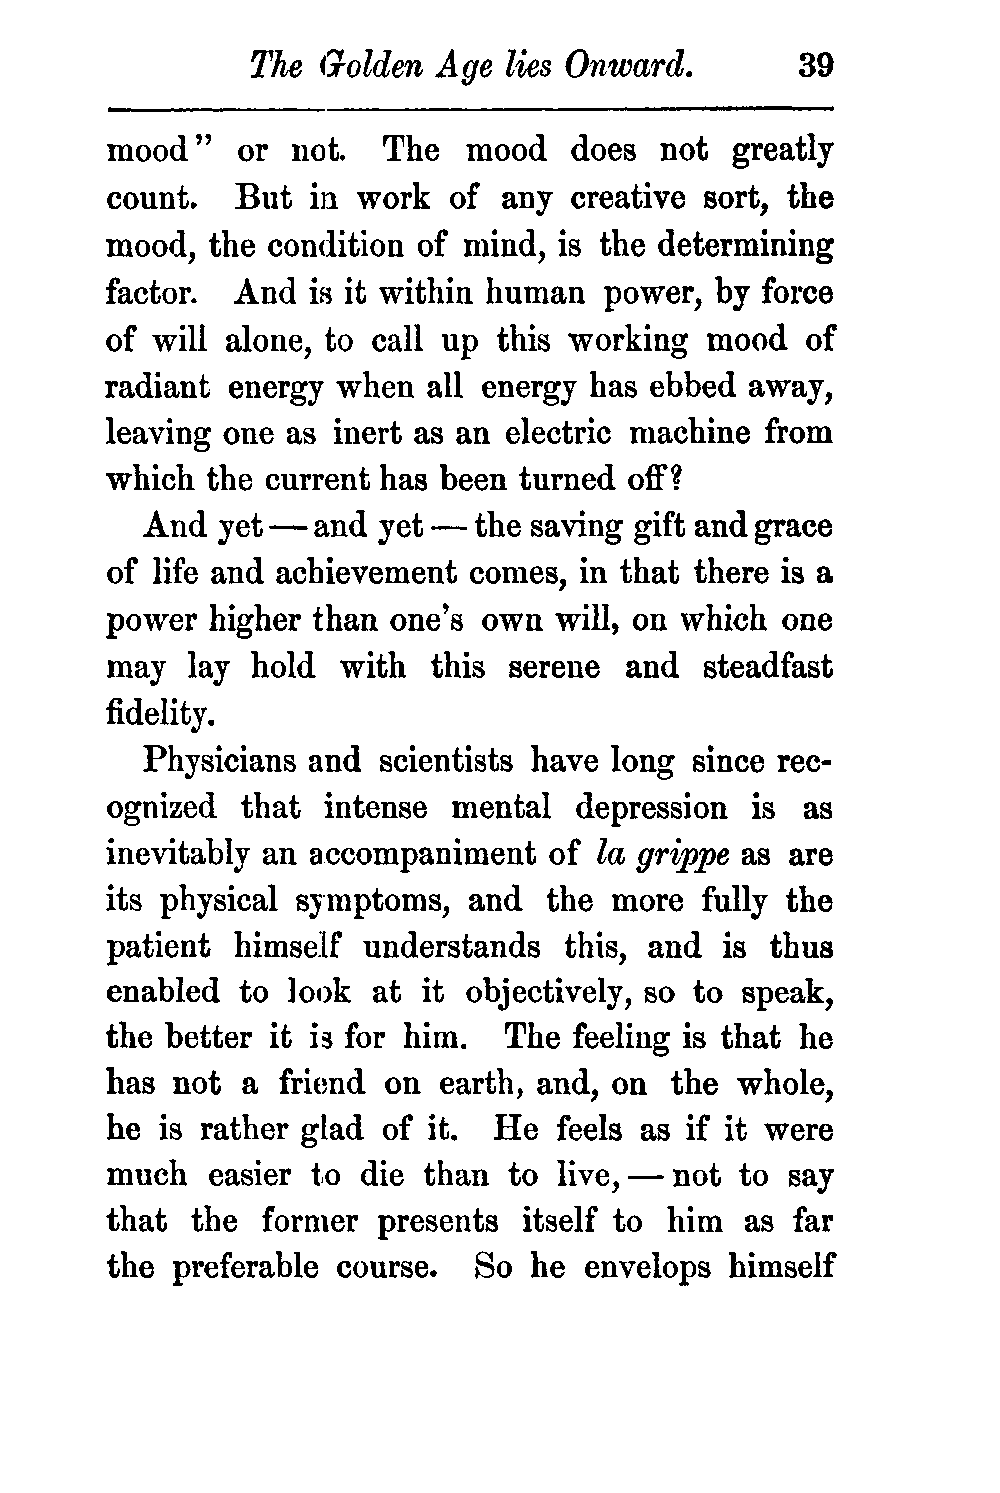 The Golden Age lies Onward. 39
mood" or not. The mood does not greatly
count. But in work of any creative sort, the
mood, the condition of mind, is the determining
factor. And is it within human power, by force
of will alone, to call up this working mood of
radiant energy when all energy has ebbed away,
leaving one as inert as an electric machine from
which the current has been turned off?
And yet — and yet — the saving gift and grace
of life and achievement comes, in that there is a
power higher than one's own will, on which one
may lay hold with this serene and steadfast
fidelity.
Physicians and scientists have long since rec-
ognized that intense mental depression is as
inevitably an accompaniment of la grippe as are
its physical symptoms, and the more fully the
patient himself understands this, and is thus
enabled to look at it objectively, so to speak,
the better it is for him. The feeling is that he
has not a friend on earth, and, on the whole,
he is rather glad of it. He feels as if it were
much easier to die than to live, — not to say
that the former presents itself to him as far
the preferable course. So he envelops himself